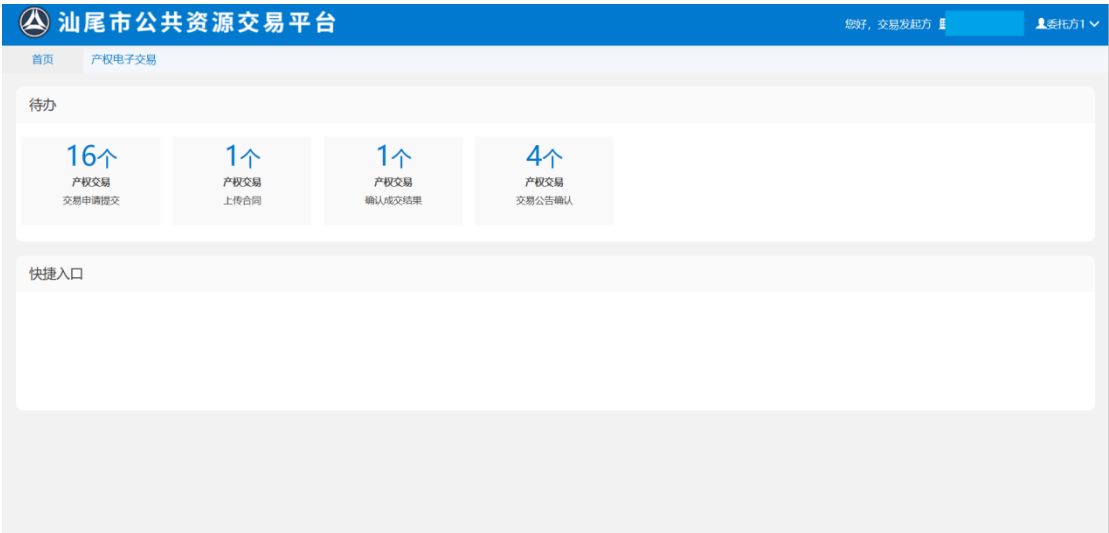 汕尾市公共资源交易平台
您好，交易发起方
委托方1
首页 产权电子交易
待办
16个 1个 1个 4个
产权交易 产权交易 产权交易 产权交易
交易申请提交 上传合同 确认成交结果 交易公告确认
快捷入口